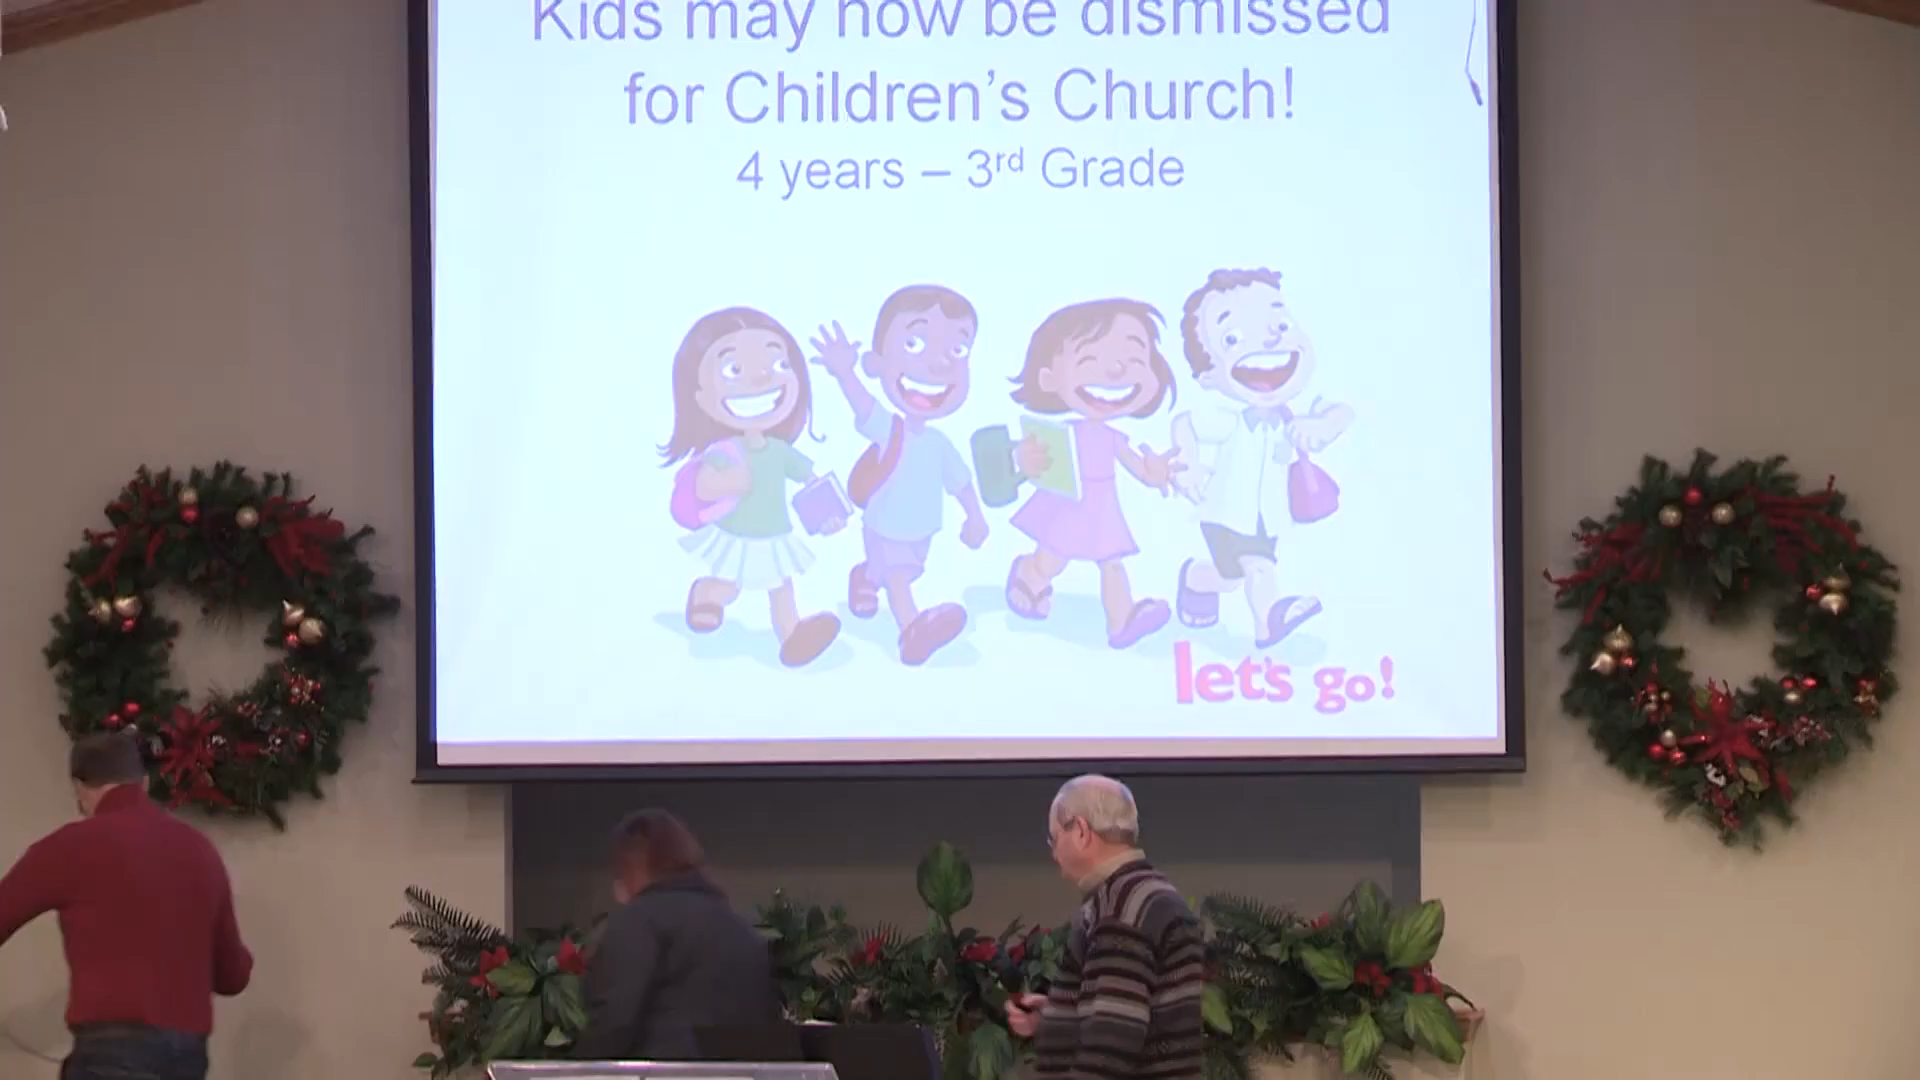 Kids may now be dismissed
for Children's Church!
4 years – 3rd Grade
let's go!